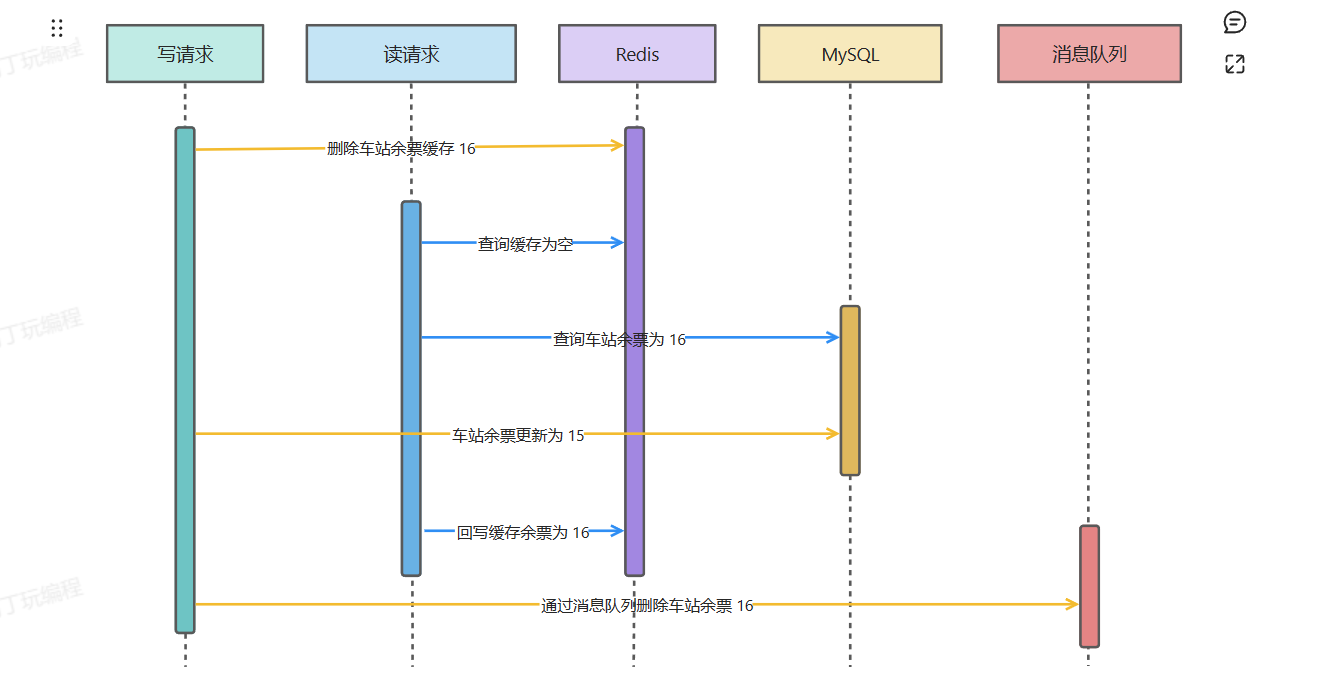 写请求
读请求
Redis
MySQL
消息队列
删除车站余票缓存 16
查询缓存为空
查询车站余票为 16
车站余票更新为 15
回写缓存余票为 16
通过消息队列删除车站余票 16
丁玩编程
丁玩编程
丁玩编程